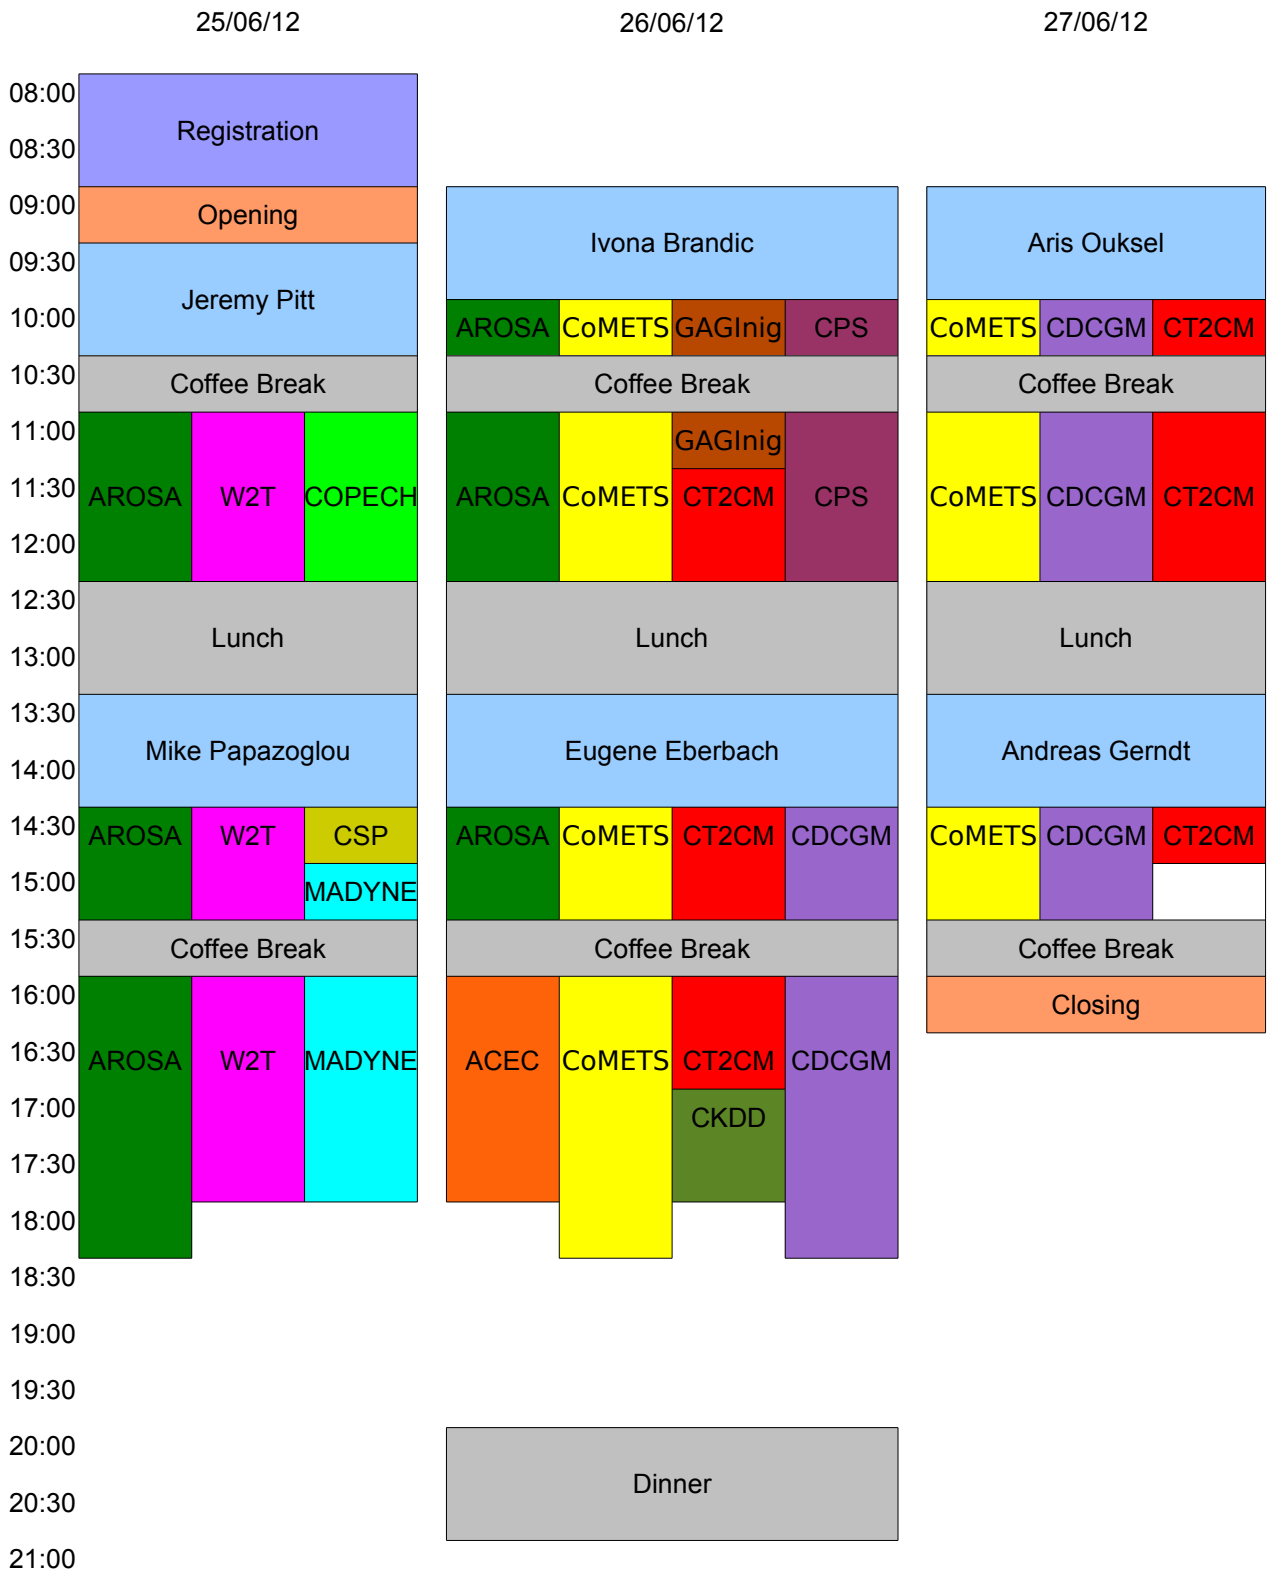 25/06/12 26/06/12 27/06/12
08:00
Registration
08:30
09:00 Opening
Ivona Brandic Aris Ouksel
09:30
Jeremy Pitt
10:00 AROSA CoMETS GAGInig CPS CoMETS CDCGM CT2CM
10:30 Coffee Break Coffee Break Coffee Break
11:00 GAGInig
11:30 AROSA W2T COPECH AROSA CoMETS CT2CM CPS CoMETS CDCGM CT2CM
12:00
12:30
Lunch Lunch Lunch
13:00
13:30
Mike Papazoglou Eugene Eberbach Andreas Gerndt
14:00
14:30 AROSA W2T CSP AROSA CoMETS CT2CM CDCGM CoMETS CDCGM CT2CM
15:00 MADYNE
15:30 Coffee Break Coffee Break Coffee Break
16:00 Closing
16:30 AROSA W2T MADYNE ACEC CoMETS CT2CM CDCGM
17:00 CKDD
17:30
18:00
18:30
19:00
19:30
20:00
Dinner
20:30
21:00